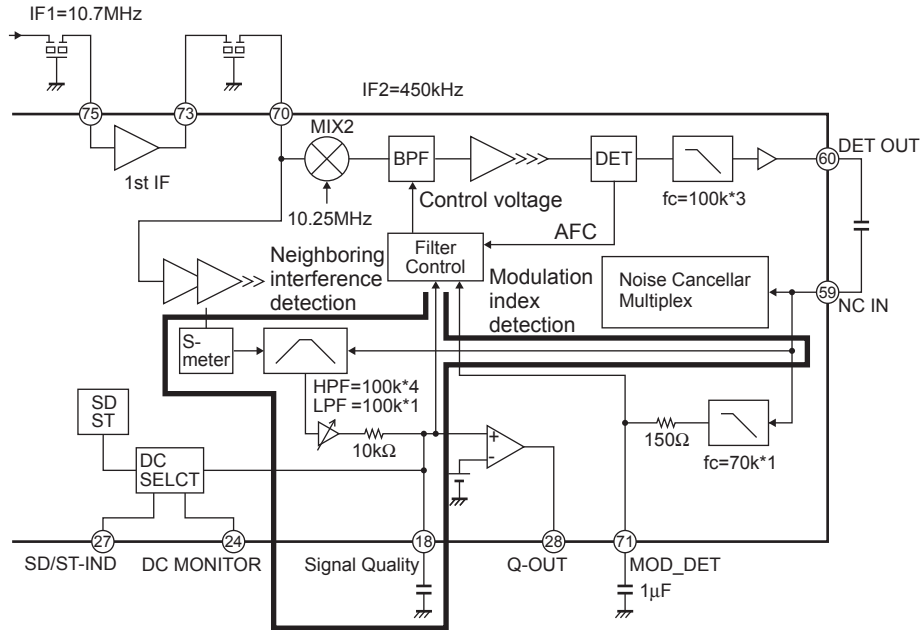 IF1=10.7MHz
IF2=450kHz
75
73
70
MIX2
DET OUT
BPF
DET
60
1st IF
fc=100k*3
Control voltage
10.25MHz
AFC
Filter
Control
Neighboring
interference
detection
Modulation
index
detection
Noise Cancellar
Multiplex
59
NC IN
S-
meter
HPF=100k*4
LPF =100k*1
SD
ST
10kΩ
+
-
150Ω
fc=70k*1
DC
SELCT
27
24
18
28
71
SD/ST-IND
DC MONITOR
Signal Quality
Q-OUT
MOD_DET
1µF